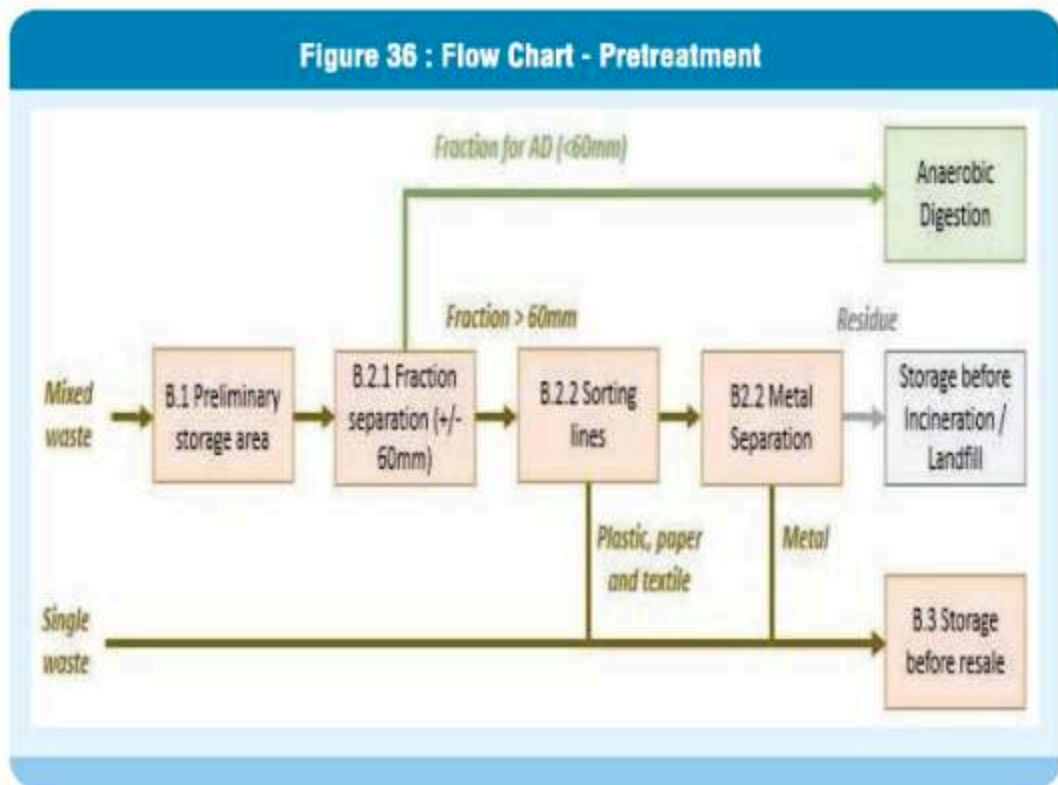 Figure 36 : Flow Chart - Pretreatment
Fraction for AD (<60mm)
Anaerobic
Digestion
Fraction > 60mm
Residue
Mixed
waste
B.1 Preliminary
storage area
B.2.1 Fraction
separation (+/-
60mm)
B.2.2 Sorting
lines
B2.2 Metal
Separation
Storage before
Incineration /
Landfill
Plastic, paper
and textile
Metal
Single
waste
B.3 Storage
before resale